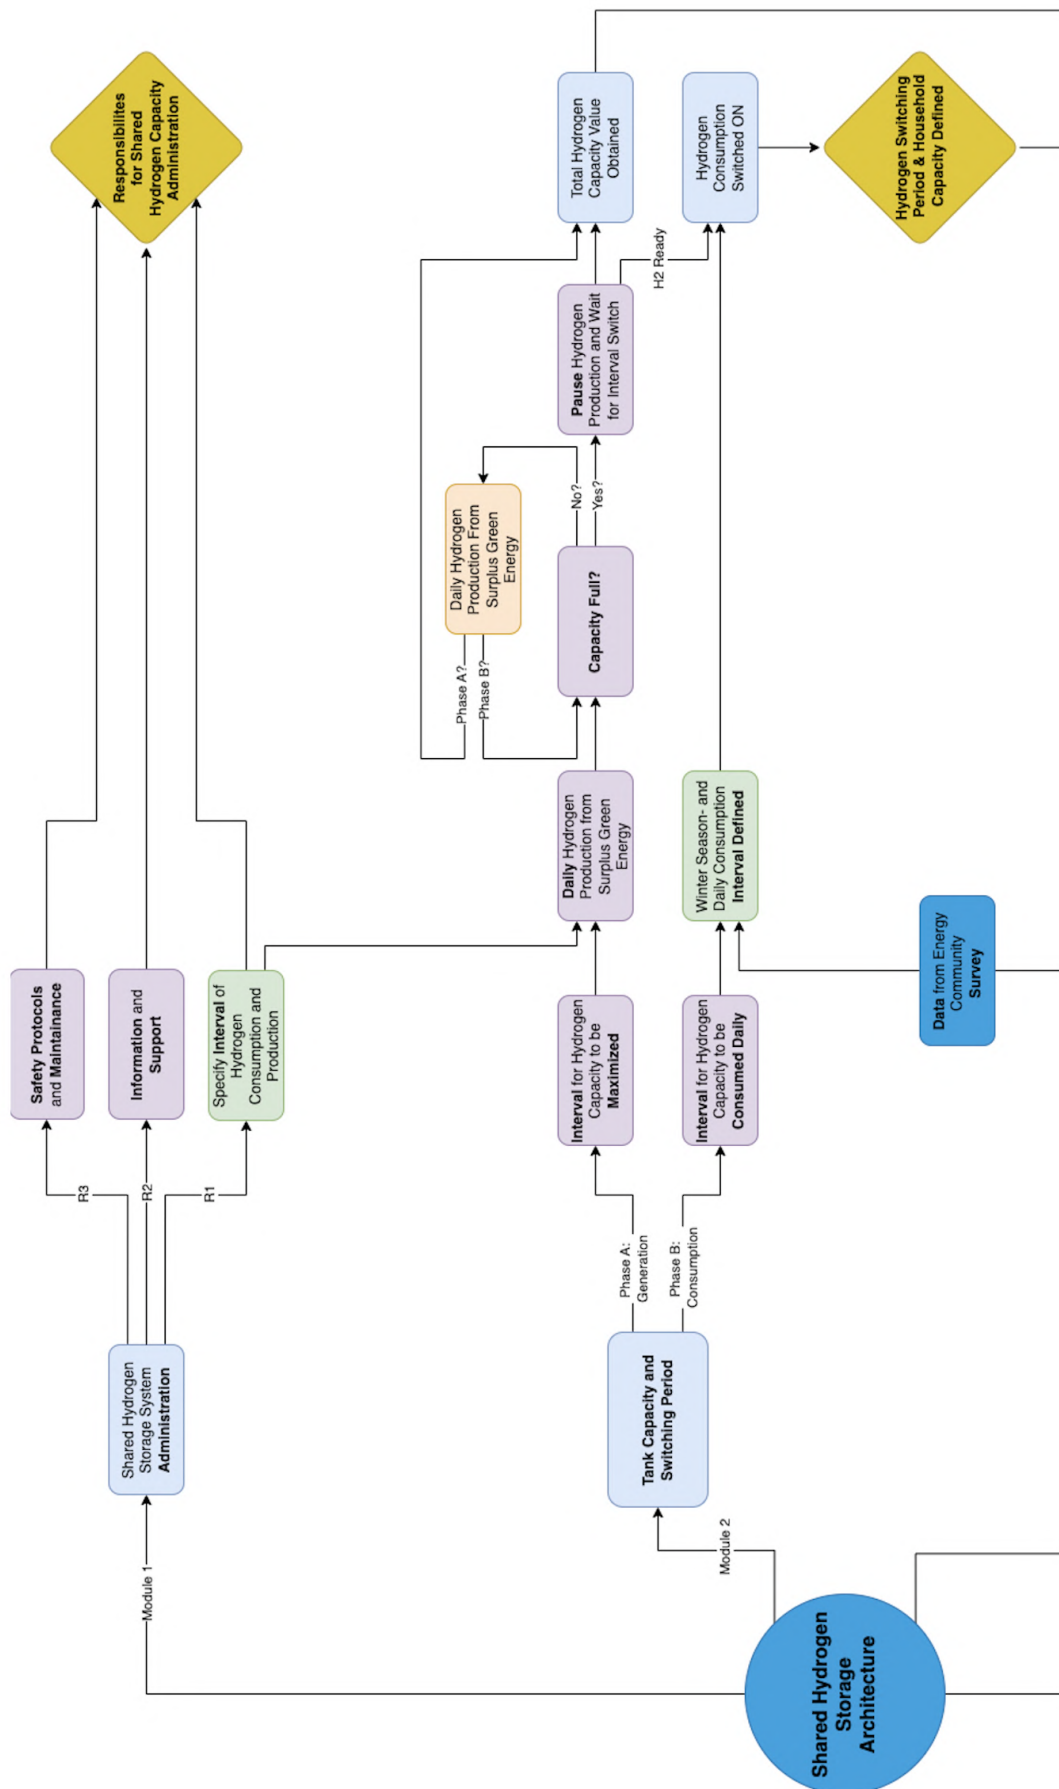 Responsibilites
for Shared
Hydrogen Capacity
Administration
Safety Protocols
and Maintainance
Information and
Support
Specify Interval of
Hydrogen
Consumption and
Production
R3
R2
R1
Shared Hydrogen
Storage System
Administration
Module 1
Total Hydrogen
Capacity Value
Obtained
Hydrogen
Consumption
Switched ON
Hydrogen Switching
Period & Household
Capacity Defined
H2 Ready
Pause Hydrogen
Production and Wait
for Interval Switch
No?
Yes?
Daily Hydrogen
Production From
Surplus Green
Energy
Phase A?
Phase B?
Capacity Full?
Daily Hydrogen
Production from
Surplus Green
Energy
Winter Season- and
Daily Consumption
Interval Defined
Data from Energy
Community
Survey
Interval for Hydrogen
Capacity to be
Maximized
Interval for Hydrogen
Capacity to be
Consumed Daily
Phase A:
Generation
Phase B:
Consumption
Tank Capacity and
Switching Period
Module 2
Shared Hydrogen
Storage
Architecture